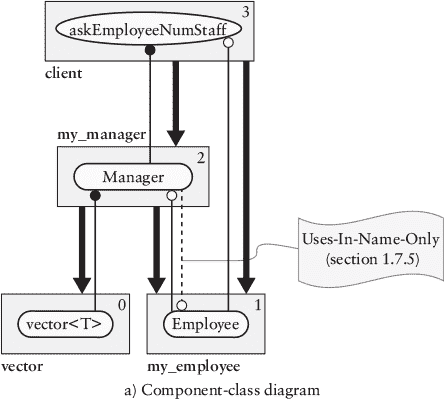 3
askEmployeeNumStaff
client
my_manager
2
Manager
Uses-In-Name-Only
(section 1.7.5)
0
vector<T>
vector
1
Employee
my_employee
a) Component-class diagram